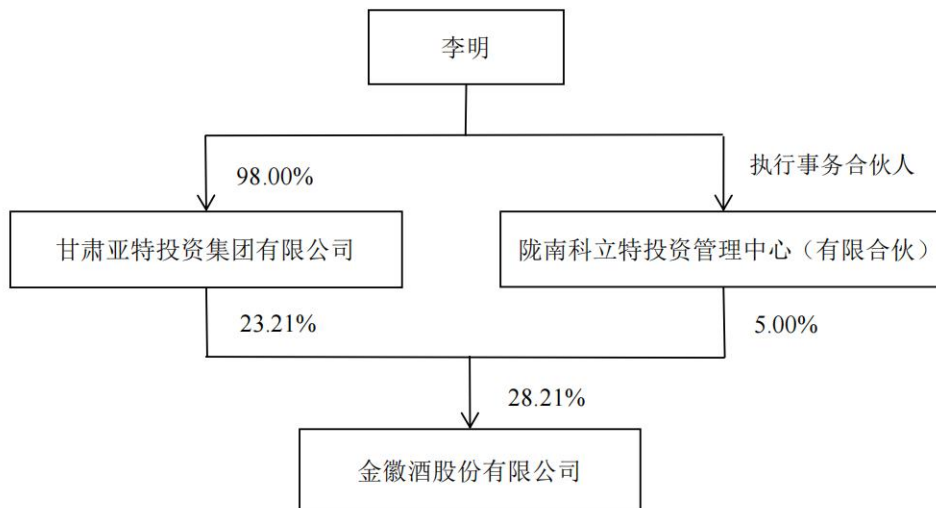 李明
98.00%
执行事务合伙人
甘肃亚特投资集团有限公司
陇南科立特投资管理中心（有限合伙）
23.21%
5.00%
28.21%
金徽酒股份有限公司